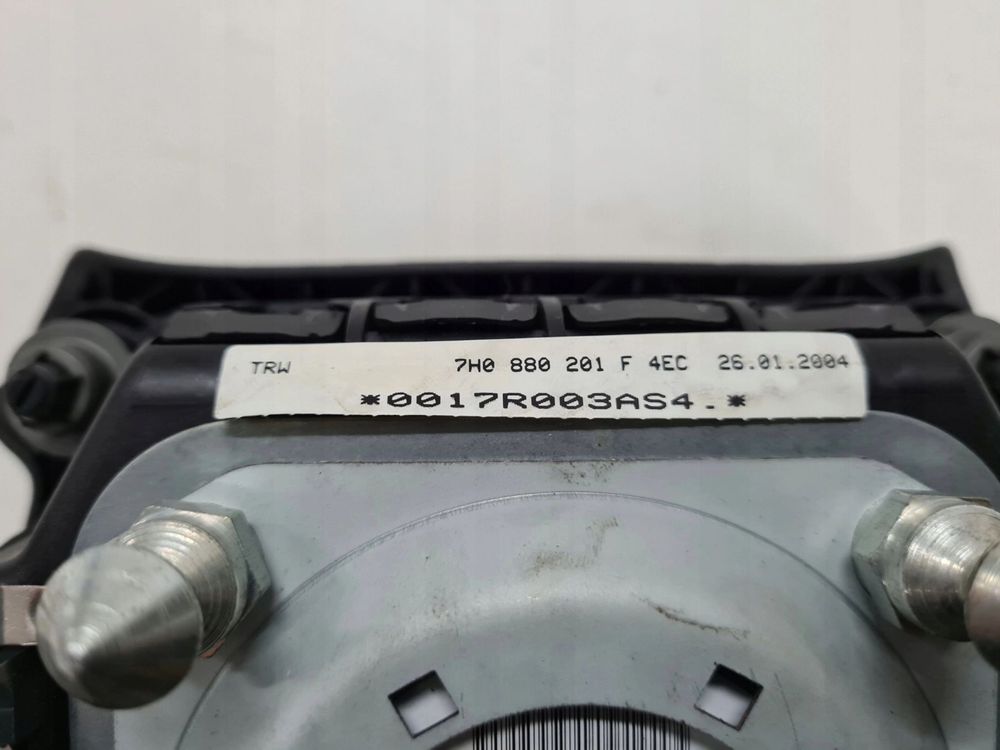 TRW 7H0 880 201 F 4EC 26.01.2004
*0017R003AS4.*